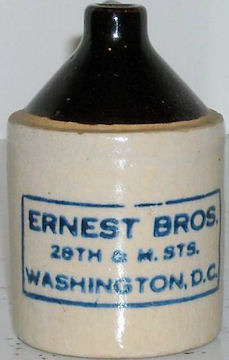 ERNEST BROS.
28TH & M. STS.
WASHINGTON, D.C.